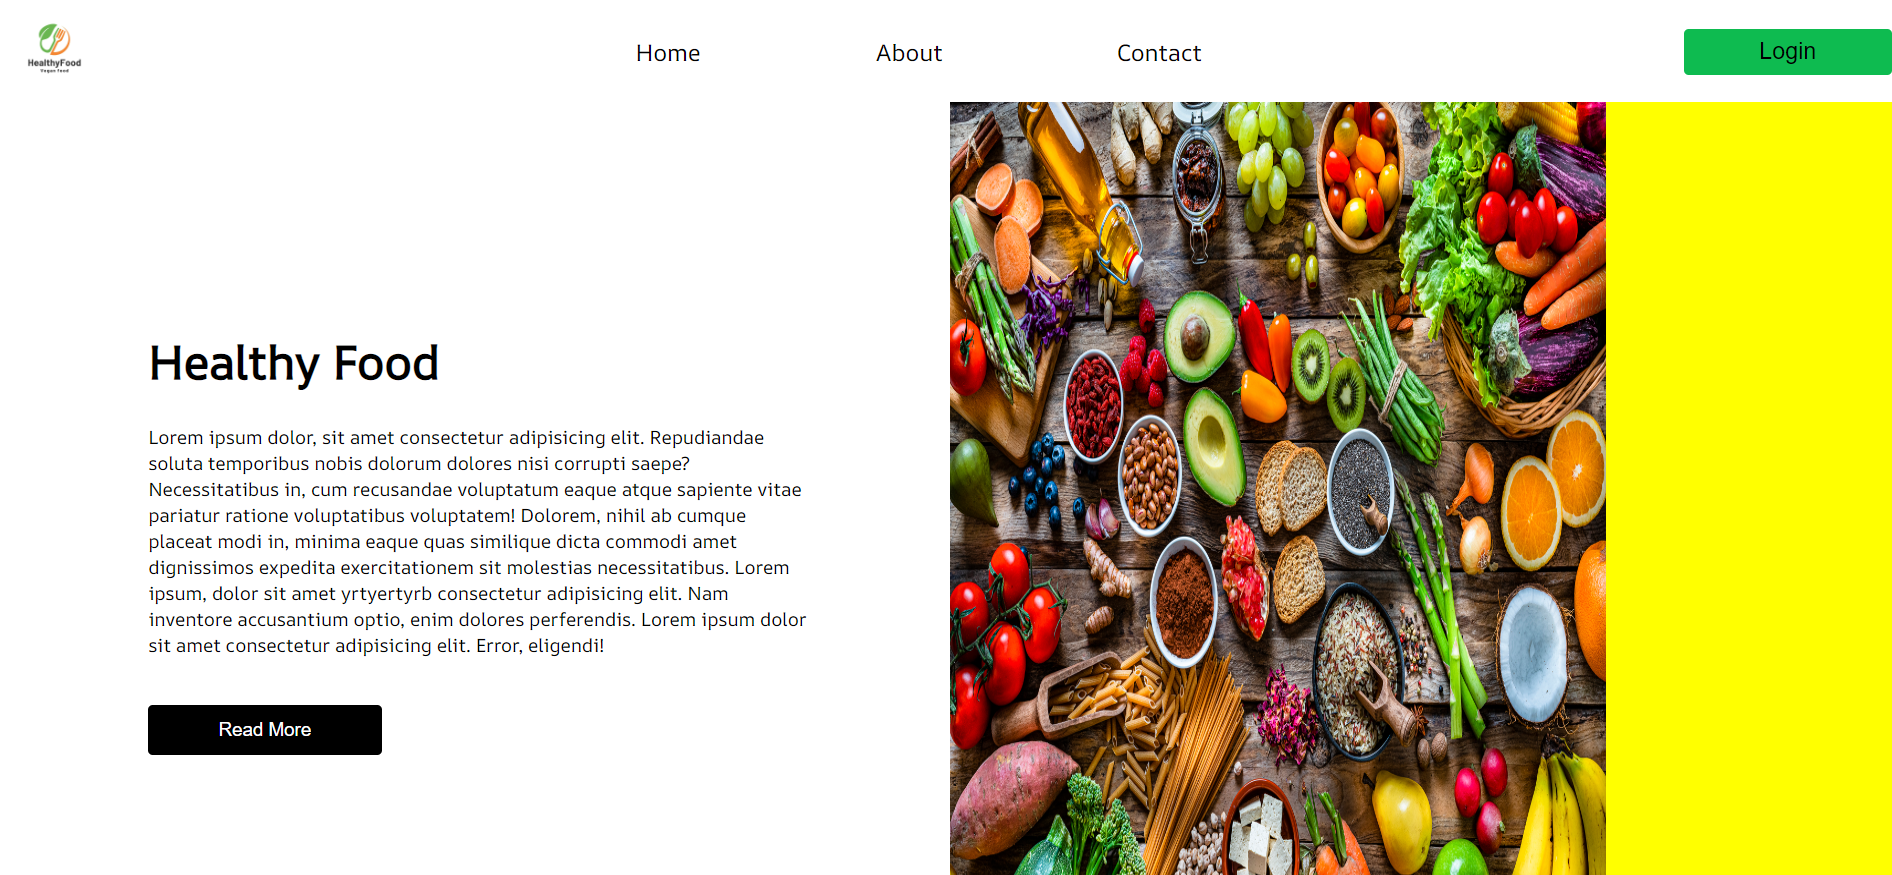 HealthyFood
Vegan Food
Home
About
Contact
Login
Healthy Food
Lorem ipsum dolor, sit amet consectetur adipisicing elit. Repudiandae
soluta temporibus nobis dolorum dolores nisi corrupti saepe?
Necessitatibus in, cum recusandae voluptatum eaque atque sapiente vitae
pariatur ratione voluptatibus voluptatem! Dolorem, nihil ab cumque
placeat modi in, minima eaque quas similique dicta commodi amet
dignissimos expedita exercitationem sit molestias necessitatibus. Lorem
ipsum, dolor sit amet yrtyertyrb consectetur adipisicing elit. Nam
inventore accusantium optio, enim dolores perferendis. Lorem ipsum dolor
sit amet consectetur adipisicing elit. Error, eligendi!
Read More